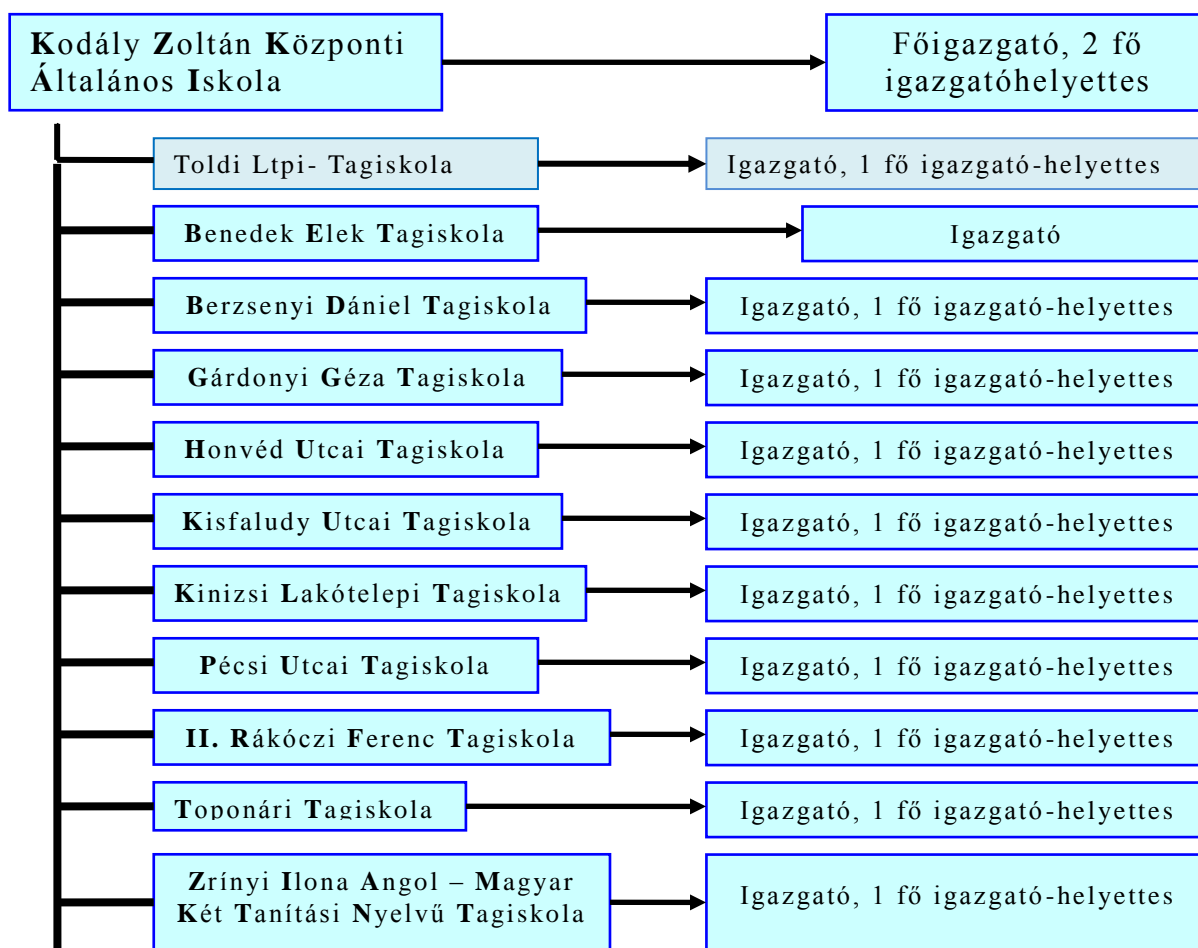 Kodály Zoltán Központi
Általános Iskola
Főigazgató, 2 fő
igazgatóhelyettes
Toldi Ltpi- Tagiskola
Igazgató, 1 fő igazgató-helyettes
Benedek Elek Tagiskola
Igazgató
Berzsenyi Dániel Tagiskola
Igazgató, 1 fő igazgató-helyettes
Gárdonyi Géza Tagiskola
Igazgató, 1 fő igazgató-helyettes
Honvéd Utcai Tagiskola
Igazgató, 1 fő igazgató-helyettes
Kisfaludy Utcai Tagiskola
Igazgató, 1 fő igazgató-helyettes
Kinizsi Lakótelepi Tagiskola
Igazgató, 1 fő igazgató-helyettes
Pécsi Utcai Tagiskola
Igazgató, 1 fő igazgató-helyettes
II. Rákóczi Ferenc Tagiskola
Igazgató, 1 fő igazgató-helyettes
Toponári Tagiskola
Igazgató, 1 fő igazgató-helyettes
Zrínyi Ilona Angol – Magyar
Két Tanítási Nyelvű Tagiskola
Igazgató, 1 fő igazgató-helyettes